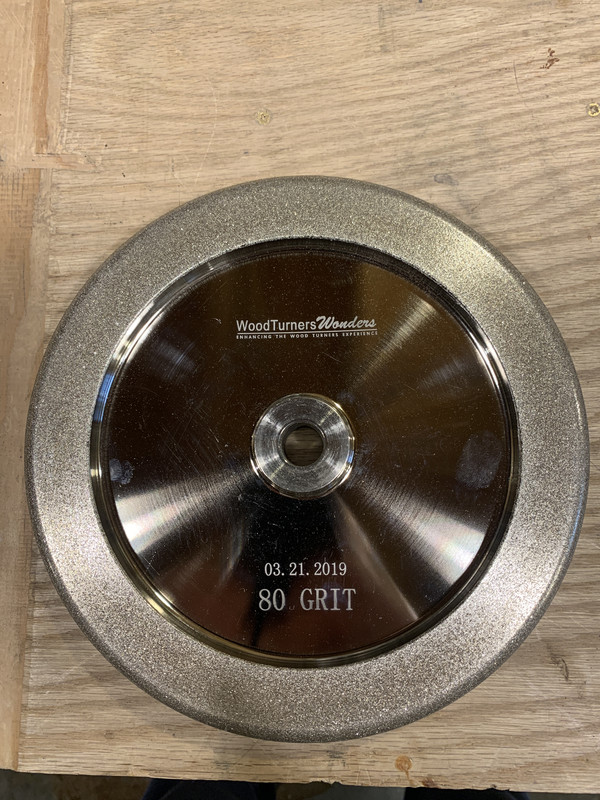 WoodTurnersWonders
ENHANCING THE WOOD TURNERS EXPERIENCE
03.21.2019
80 GRIT